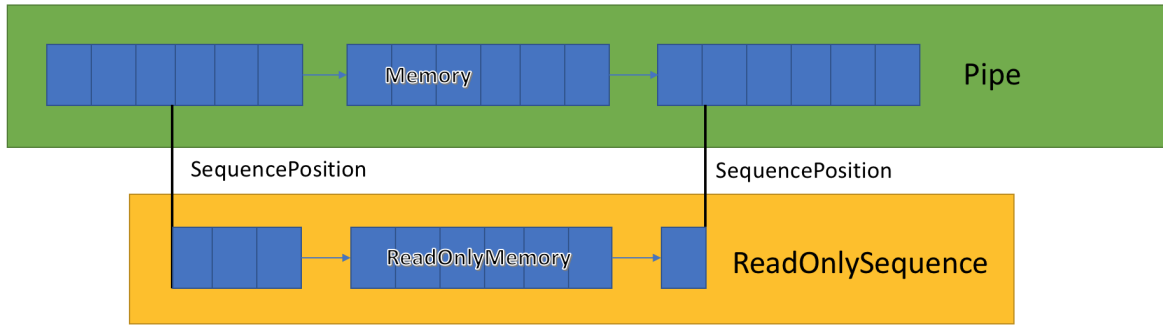 Memory
Pipe
SequencePosition
SequencePosition
ReadOnlyMemory
ReadOnlySequence